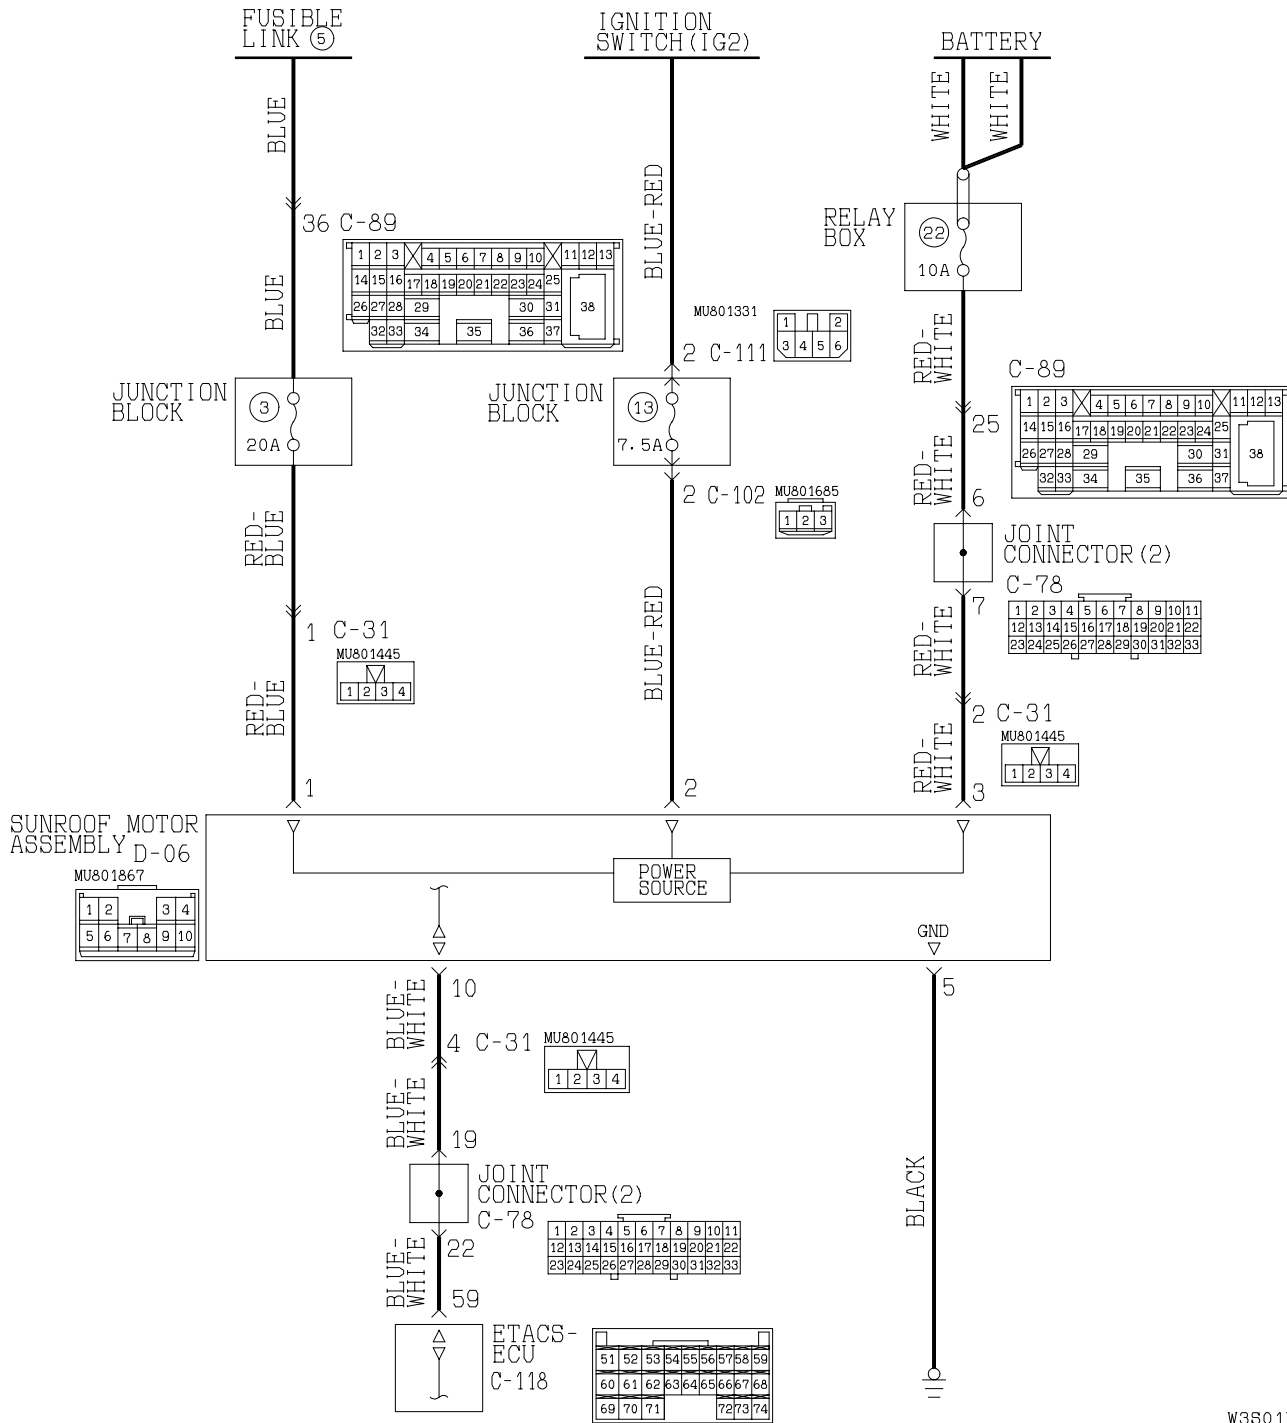 FUSIBLE
LINK 5
IGNITION
SWITCH(IG2)
BATTERY
BLUE
BLUE-RED
WHITE
WHITE
36 C-89
1 2 3 4 5 6 7 8 9 10 11 12 13
14 15 16 17 18 19 20 21 22 23 24 25
26 27 28 29 30 31 38
32 33 34 35 36 37
BLUE
RELAY
BOX
22
10A
MU801331
1 2
3 4 5 6
2 C-111
RED-
WHITE
JUNCTION
BLOCK
3
20A
JUNCTION
BLOCK
13
7.5A
C-89
25
1 2 3 4 5 6 7 8 9 10 11 12 13
14 15 16 17 18 19 20 21 22 23 24 25
26 27 28 29 30 31 38
32 33 34 35 36 37
RED-
WHITE
6
2 C-102
MU801685
1 2 3
RED-
BLUE
JOINT
CONNECTOR(2)
C-78
7
1 2 3 4 5 6 7 8 9 10 11
12 13 14 15 16 17 18 19 20 21 22
23 24 25 26 27 28 29 30 31 32 33
1 C-31
MU801445
1 2 3 4
BLUE-RED
RED-
WHITE
RED-
BLUE
2 C-31
MU801445
1 2 3 4
RED-
WHITE
1
2
3
SUNROOF MOTOR
ASSEMBLY D-06
MU801867
1 2 3 4
5 6 7 8 9 10
POWER
SOURCE
GND
10
5
BLUE-
WHITE
4 C-31
MU801445
1 2 3 4
BLUE-
WHITE
19
JOINT
CONNECTOR(2)
C-78
1 2 3 4 5 6 7 8 9 10 11
12 13 14 15 16 17 18 19 20 21 22
23 24 25 26 27 28 29 30 31 32 33
BLACK
22
BLUE-
WHITE
59
ETACS-
ECU
C-118
51 52 53 54 55 56 57 58 59
60 61 62 63 64 65 66 67 68
69 70 71 72 73 74